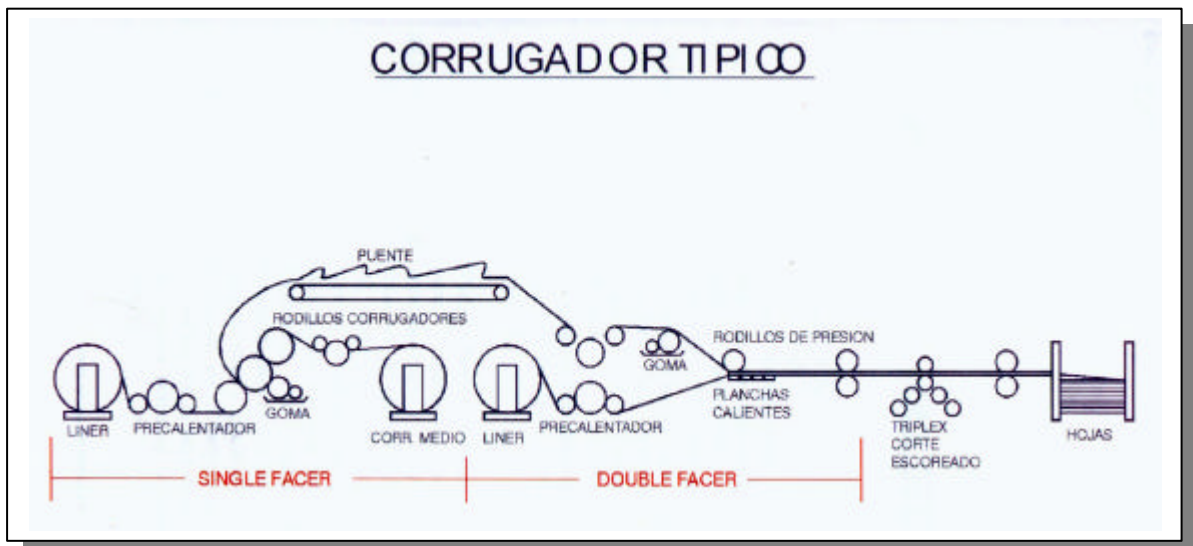 CORRUGADOR TIPICO
PUENTE
RODILLOS CORRUGADORES
RODILLOS DE PRESION
GOMA
PLANCHAS
CALIENTES
GOMA
LINER
PRECALENTADOR
CORR. MEDIO
LINER
PRECALENTADOR
TRIPLEX
CORTE
ESCOREADO
HOJAS
SINGLE FACER
DOUBLE FACER